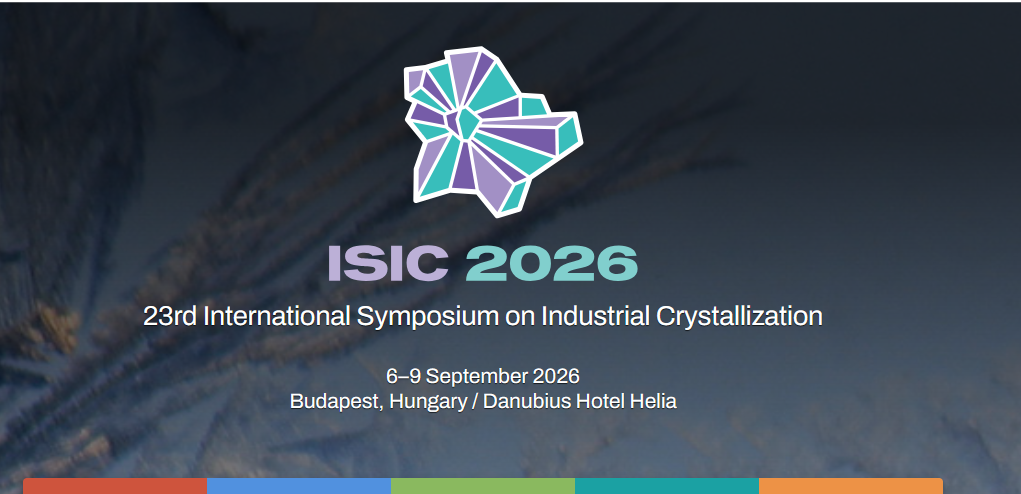 ISIC 2026
23rd International Symposium on Industrial Crystallization
6–9 September 2026
Budapest, Hungary / Danubius Hotel Helia